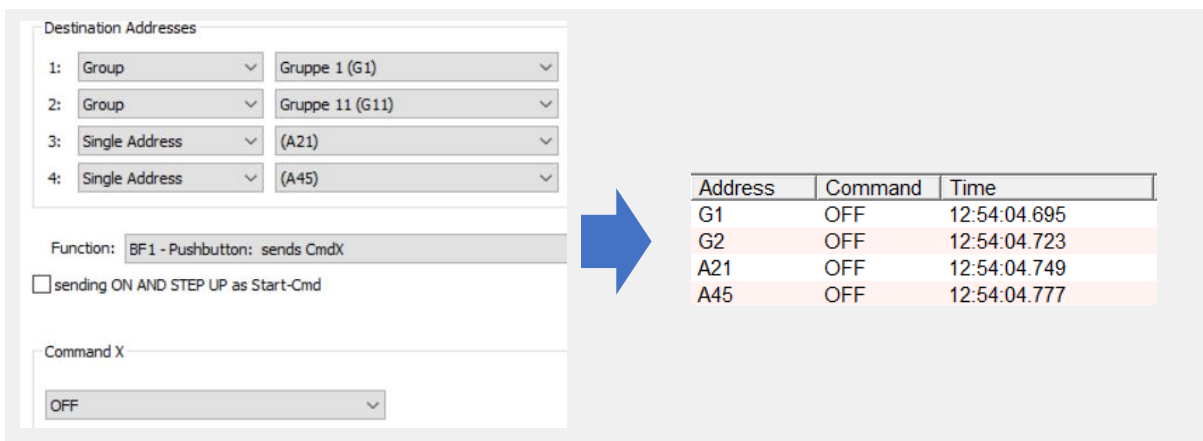 Destination Addresses
1: Group Gruppe 1 (G1)
2: Group Gruppe 11 (G11)
3: Single Address (A21)
4: Single Address (A45)
Function: BF1 - Pushbutton: sends CmdX
sending ON AND STEP UP as Start-Cmd
Command X
OFF
Address Command Time
G1 OFF 12:54:04.695
G2 OFF 12:54:04.723
A21 OFF 12:54:04.749
A45 OFF 12:54:04.777